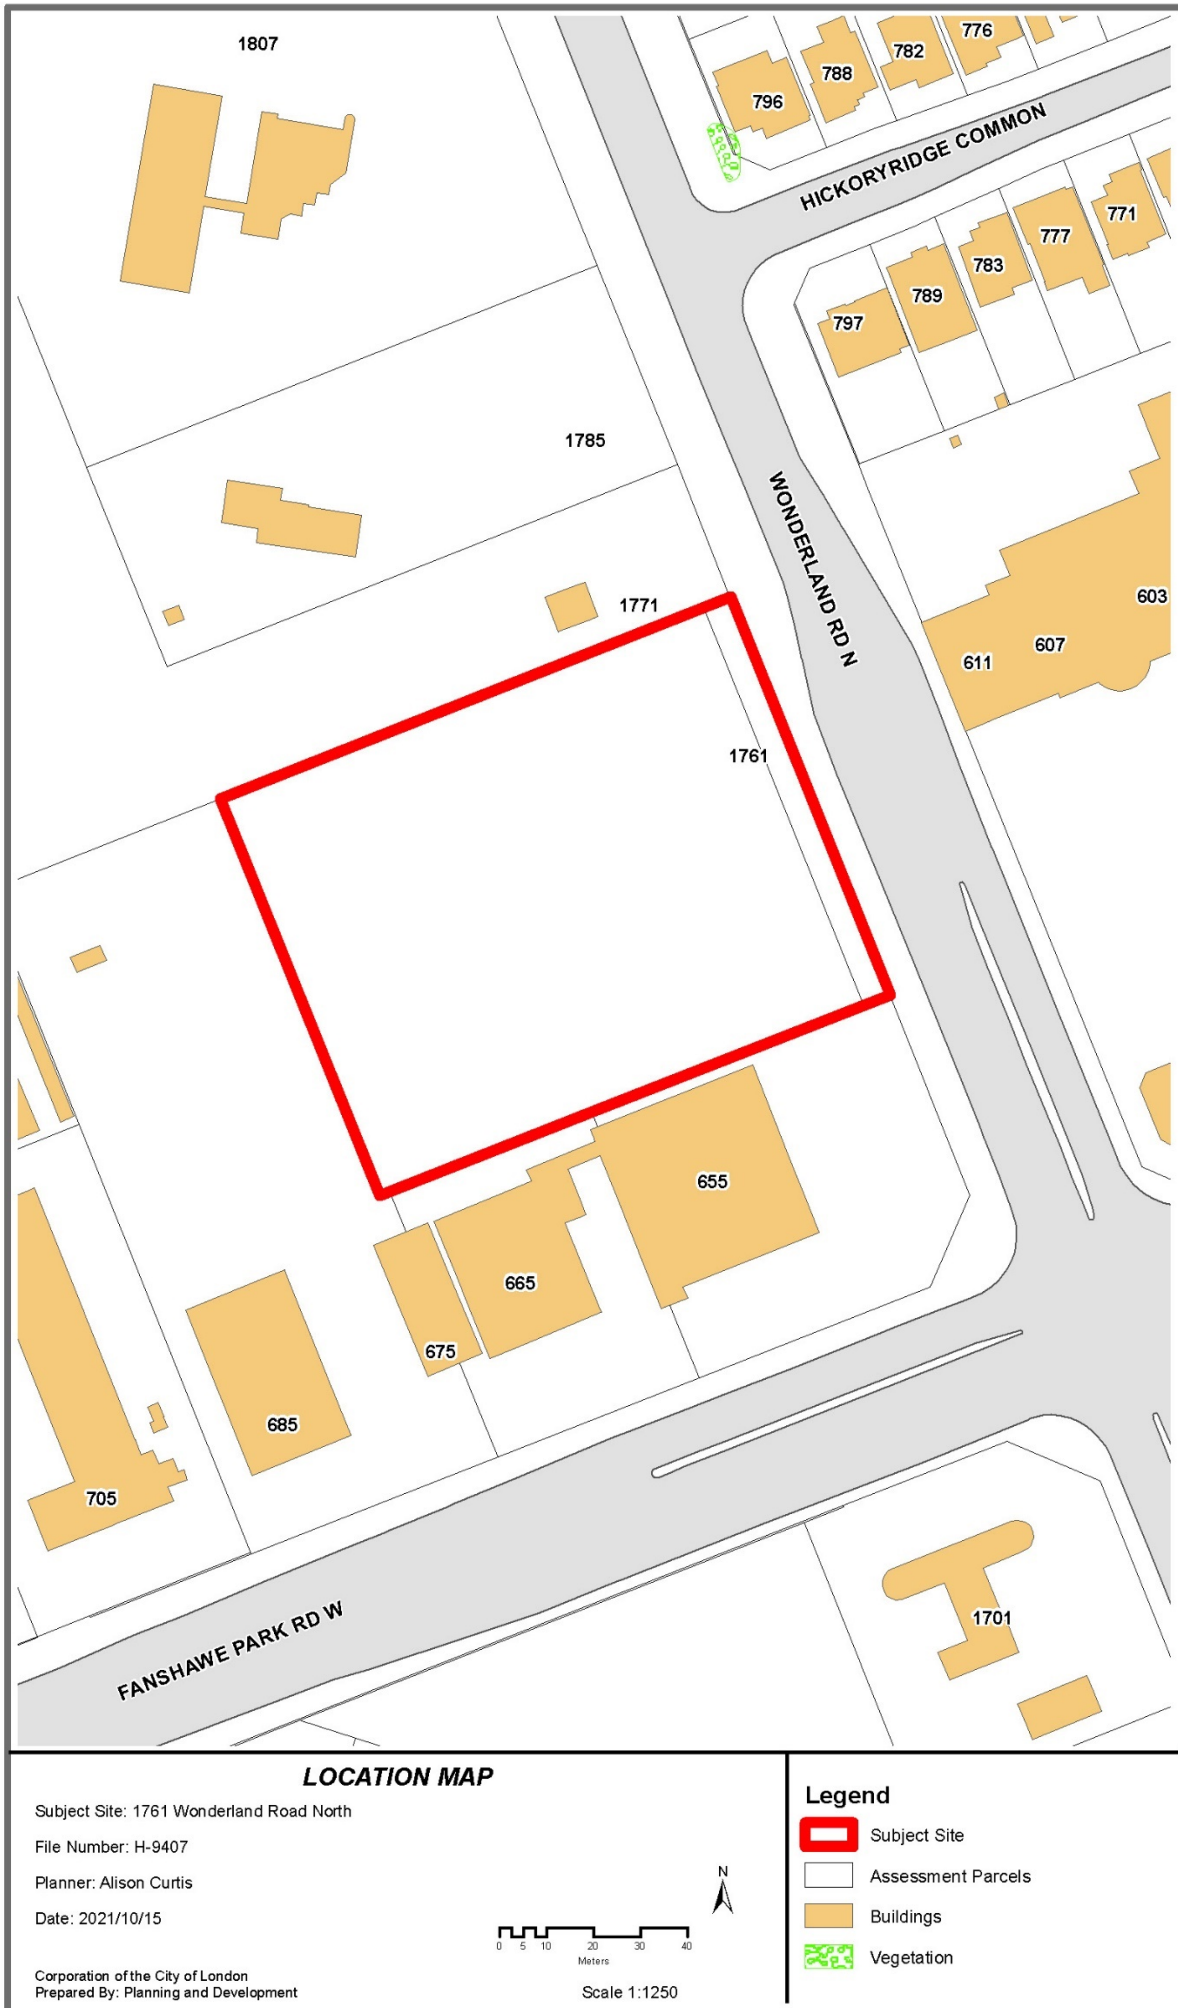 1807
776
782
788
796
HICKORYRIDGE COMMON
771
777
783
789
797
1785
WONDERLAND RD N
603
1771
607
611
1761
655
665
675
685
705
FANSHAWE PARK RD W
1701
LOCATION MAP
Subject Site: 1761 Wonderland Road North
File Number: H-9407
Planner: Alison Curtis
Date: 2021/10/15
Corporation of the City of London
Prepared By: Planning and Development
N
0 5 10 20 30 40
Meters
Scale 1:1250
Legend
Subject Site
Assessment Parcels
Buildings
Vegetation